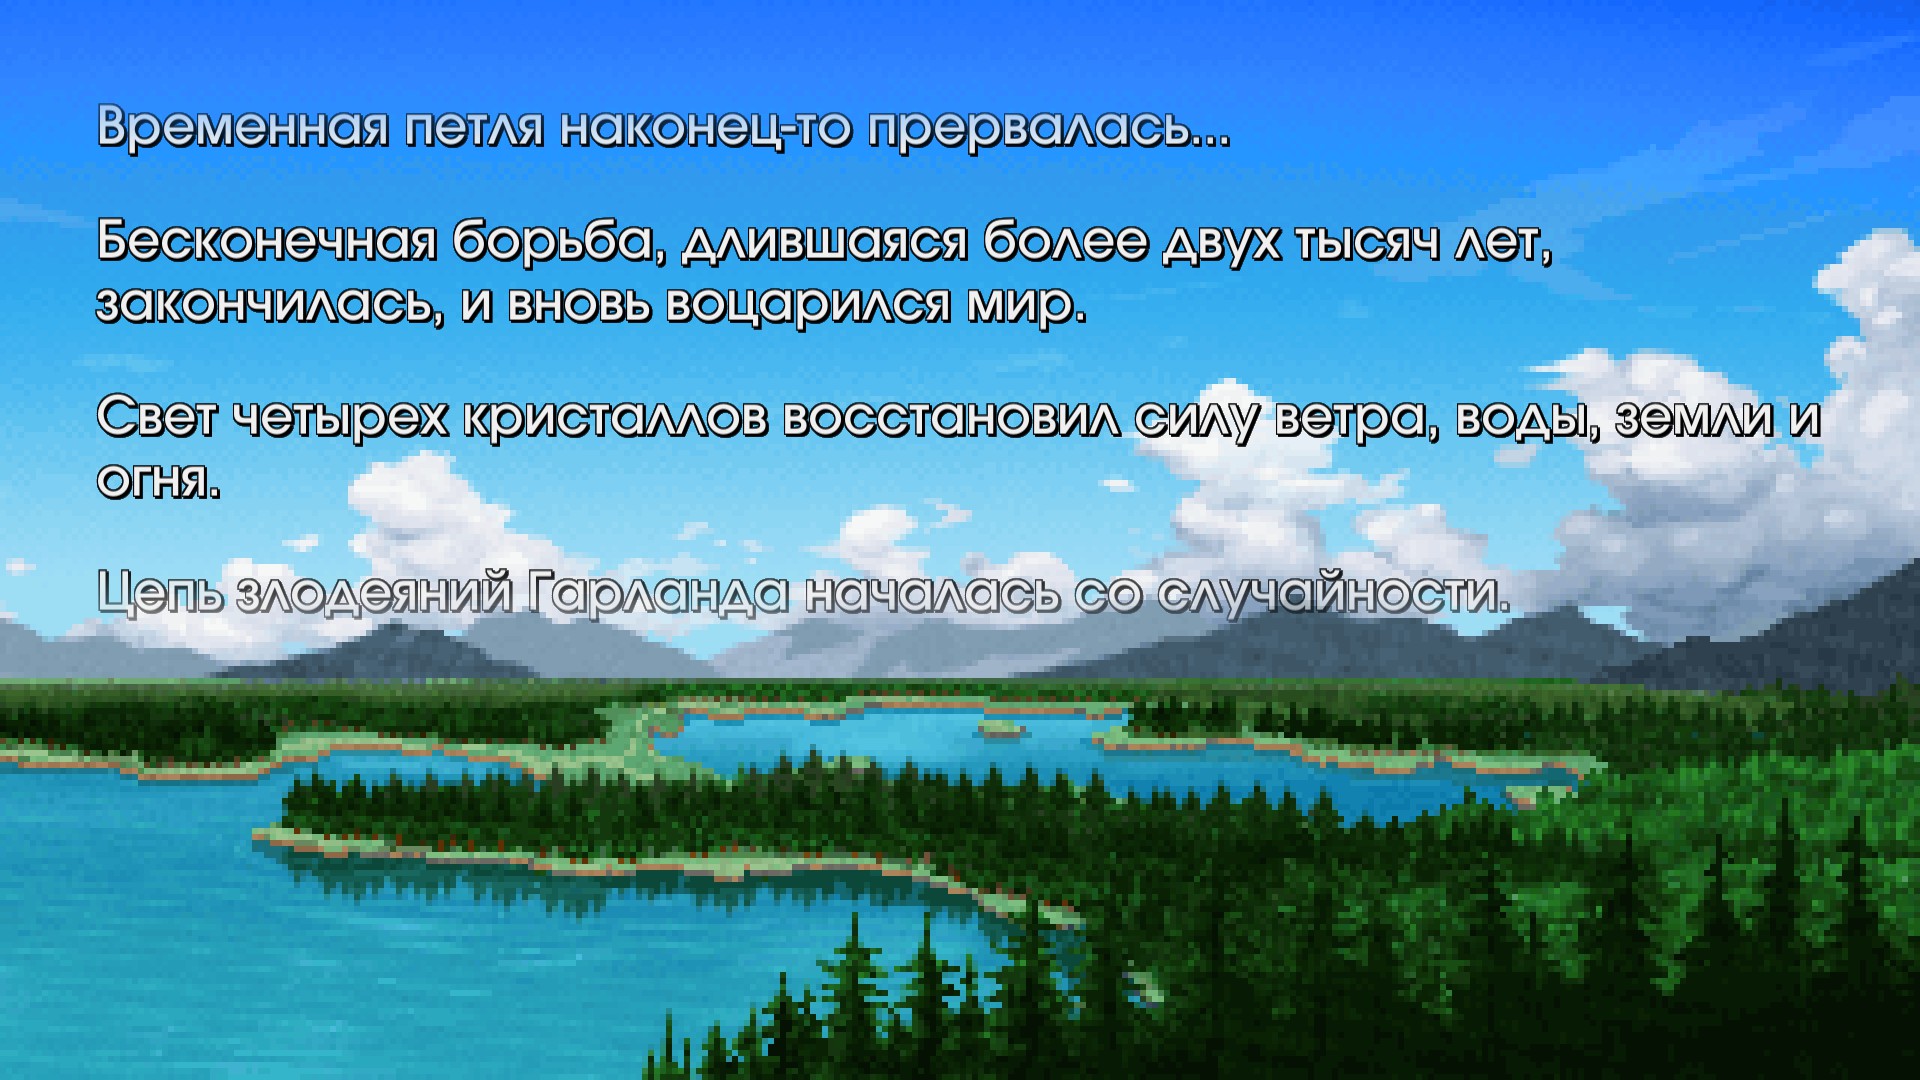 Временная петля наконец-то прервалась...
Бесконечная борьба, длившаяся более двух тысяч лет,
закончилась, и вновь воцарился мир.
Свет четырех кристаллов восстановил силу ветра, воды, земли и
огня.
Цепь злодеяний Гарланда началась со случайности.